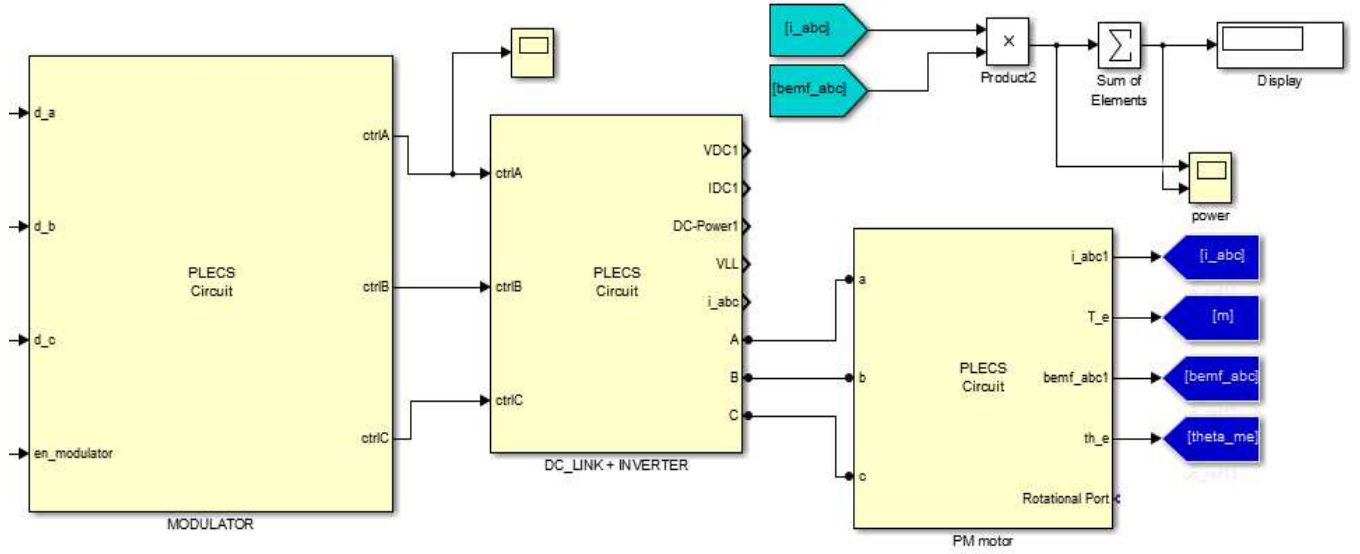 [i_abc]
[bemf_abc]
×
Product2
Σ
Sum of
Elements
Display
power
d_a
d_b
d_c
en_modulator
PLECS
Circuit
ctrlA
ctrlB
ctrlC
MODULATOR
ctrlA
ctrlB
ctrlC
PLECS
Circuit
VDC1
IDC1
DC-Power1
VLL
i_abc
A
B
C
DC_LINK + INVERTER
a
b
c
PLECS
Circuit
i_abc1
T_e
bemf_abc1
th_e
Rotational Port
PM motor
[i_abc]
[m]
[bemf_abc]
[theta_me]